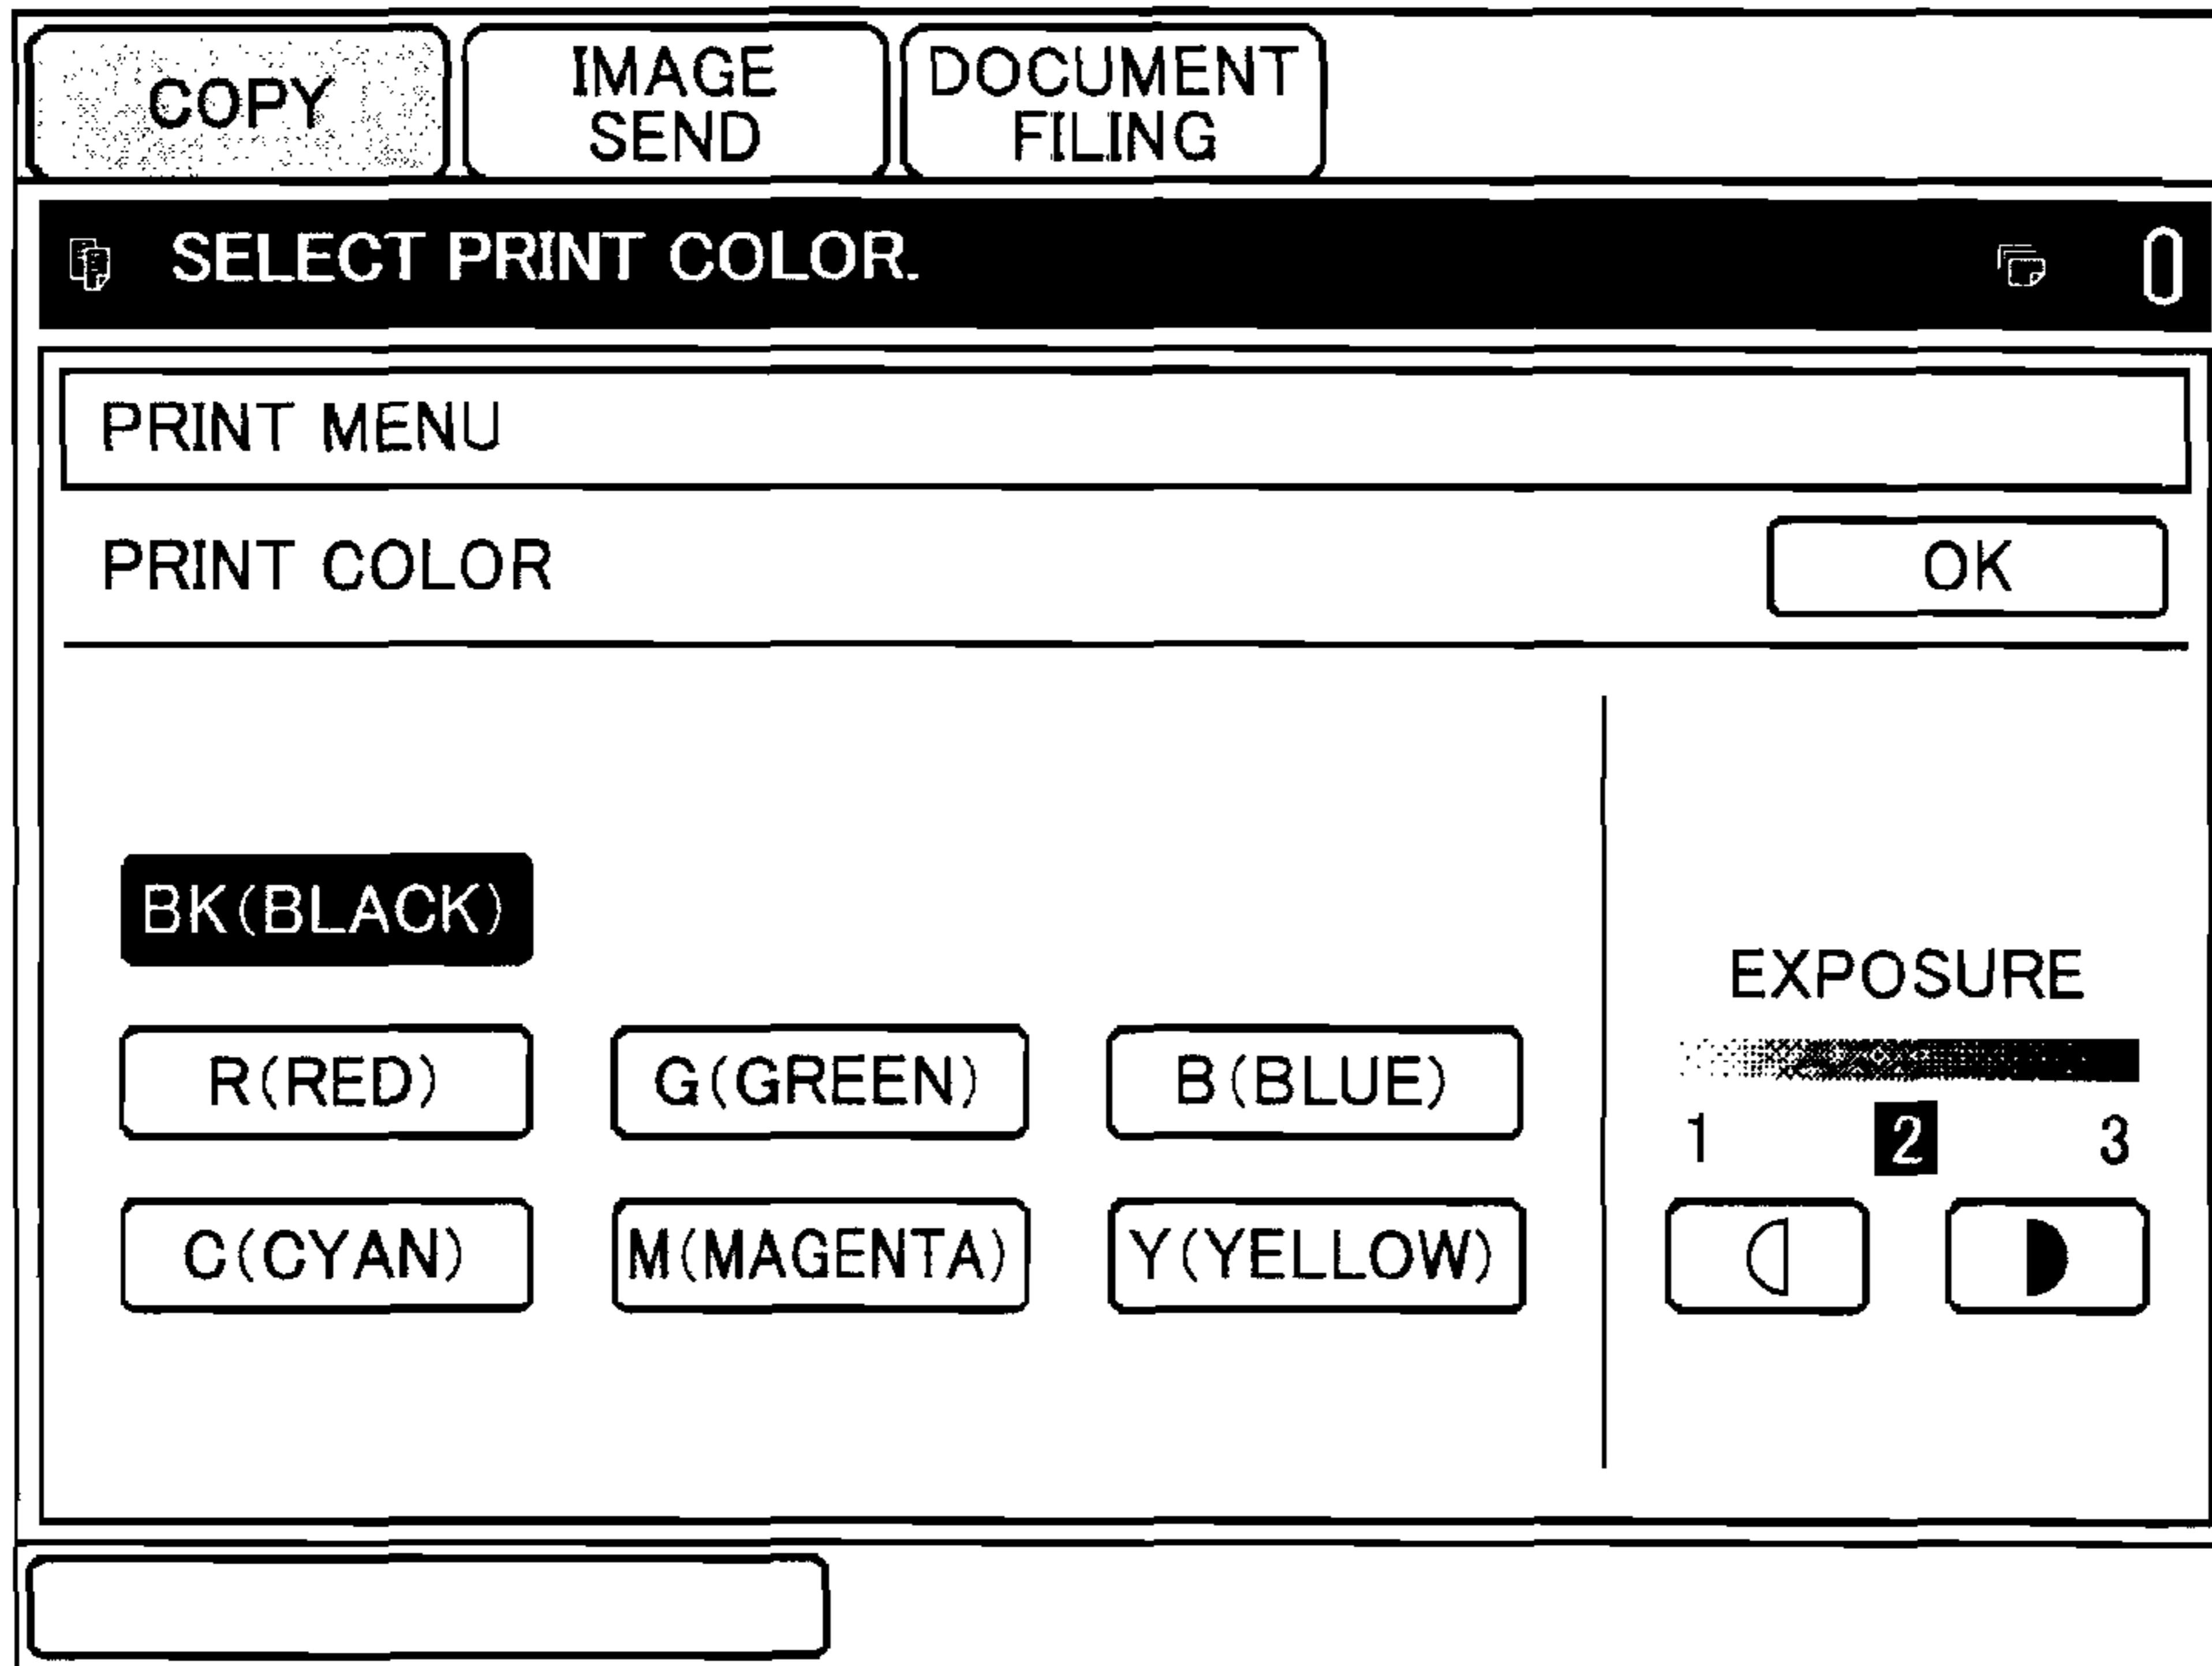 COPY
IMAGE
SEND
DOCUMENT
FILING
SELECT PRINT COLOR.
0
PRINT MENU
PRINT COLOR
OK
BK(BLACK)
R(RED)
G(GREEN)
B(BLUE)
C(CYAN)
M(MAGENTA)
Y(YELLOW)
EXPOSURE
1 2 3